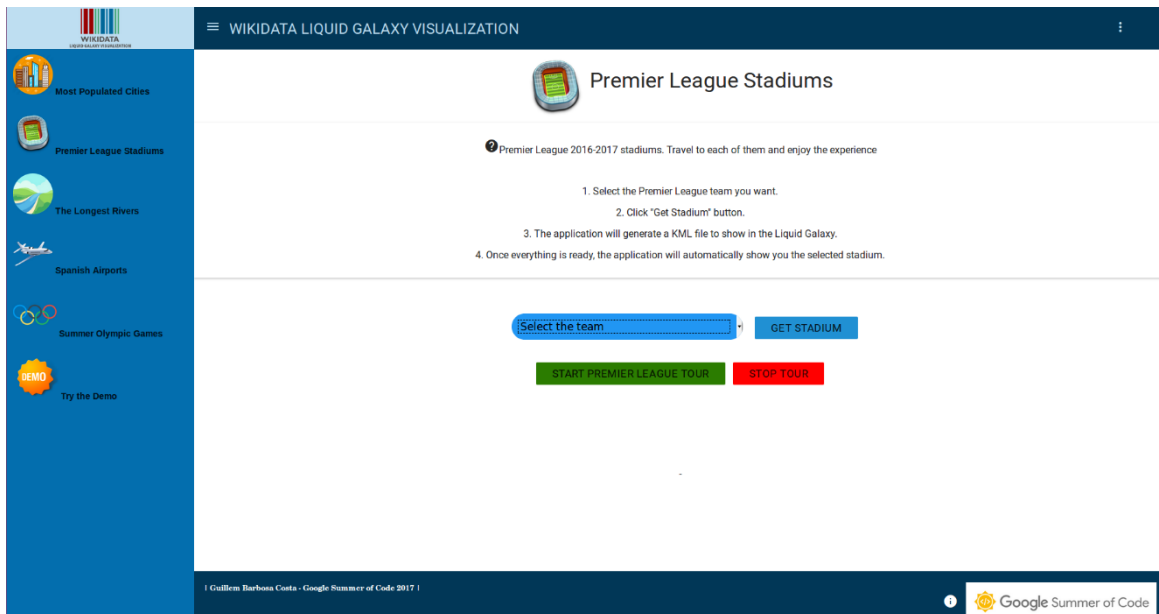 WIKIDATA
LIQUID GALAXY VISUALIZATION
Most Populated Cities
Premier League Stadiums
The Longest Rivers
Spanish Airports
Summer Olympic Games
DEMO
Try the Demo
WIKIDATA LIQUID GALAXY VISUALIZATION
Premier League Stadiums
Premier League 2016-2017 stadiums. Travel to each of them and enjoy the experience
1. Select the Premier League team you want.
2. Click "Get Stadium" button.
3. The application will generate a KML file to show in the Liquid Galaxy.
4. Once everything is ready, the application will automatically show you the selected stadium.
Select the team
GET STADIUM
START PREMIER LEAGUE TOUR STOP TOUR
-
| Guillem Barbosa Costa - Google Summer of Code 2017 |
Google Summer of Code